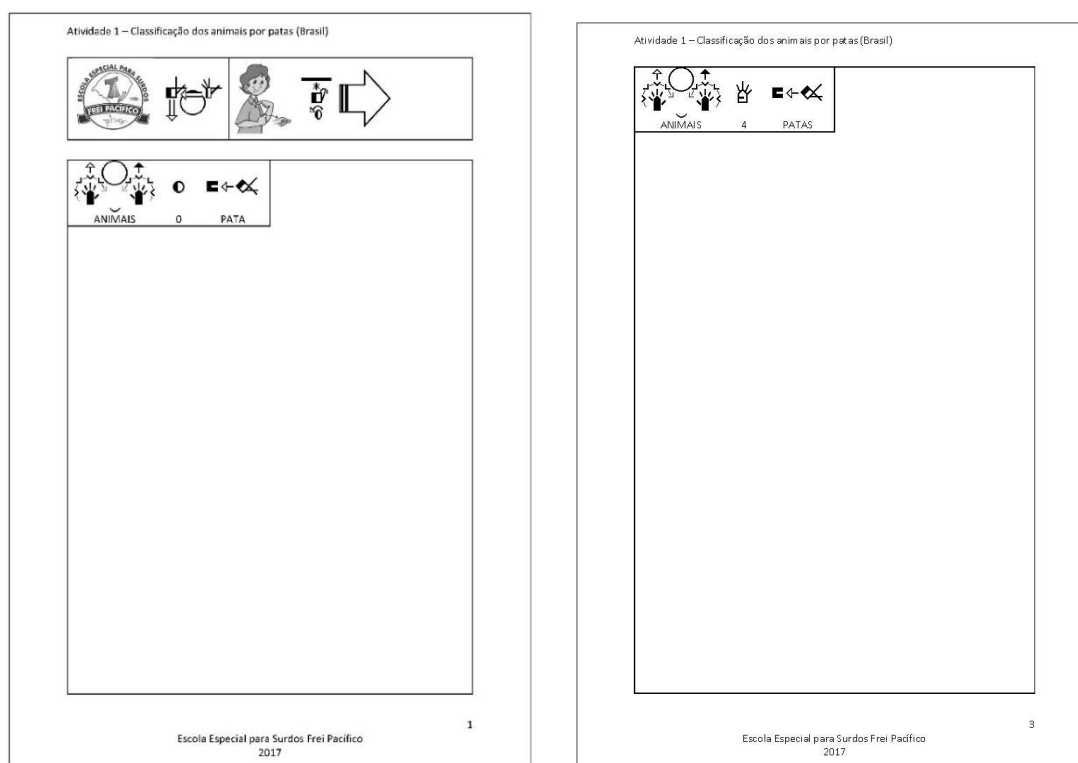 Atividade 1 – Classificação dos animais por patas (Brasil)
ESCOLA ESPECIAL PARA SURDOS
FREI PACÍFICO
ANIMAIS 0 PATA
1
Escola Especial para Surdos Frei Pacífico
2017
Atividade 1 – Classificação dos animais por patas (Brasil)
ANIMAIS 4 PATAS
3
Escola Especial para Surdos Frei Pacífico
2017